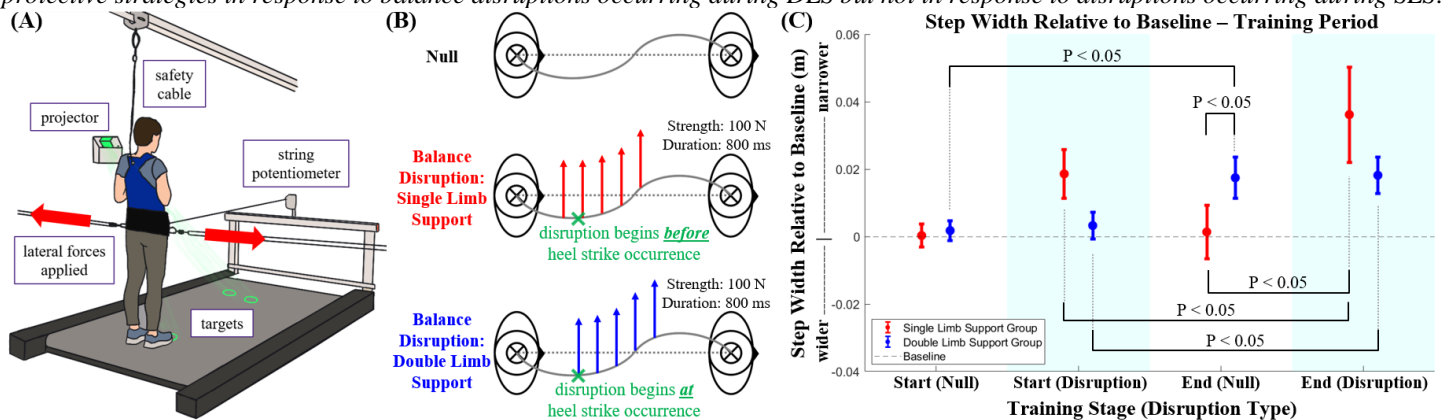 protective strategies in response to balance disruptions occurring during DLS but not in response to disruptions occurring during SLS.
(A)
safety
cable
projector
string
potentiometer
lateral forces
applied
targets
(B)
Null
Balance
Disruption:
Single Limb
Support
Strength: 100 N
Duration: 800 ms
disruption begins before
heel strike occurrence
Balance
Disruption:
Double Limb
Support
Strength: 100 N
Duration: 800 ms
disruption begins at
heel strike occurrence
(C)
Step Width Relative to Baseline – Training Period
Step Width Relative to Baseline (m)
wider ---------- | ---------- narrower
0.06
0.04
0.02
0
-0.02
-0.04
P < 0.05
P < 0.05
P < 0.05
P < 0.05
P < 0.05
Single Limb Support Group
Double Limb Support Group
Baseline
Start (Null)
Start (Disruption)
End (Null)
End (Disruption)
Training Stage (Disruption Type)